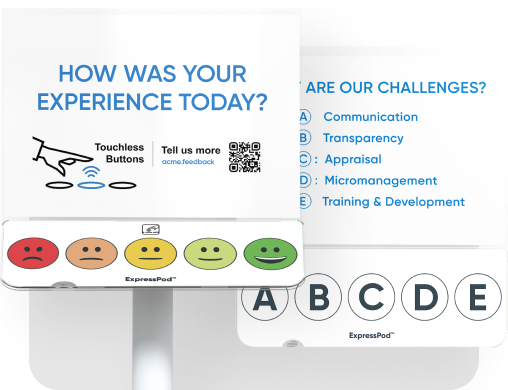 HOW WAS YOUR
EXPERIENCE TODAY?
Touchless
Buttons
Tell us more
acme.feedback
ExpressPod™
ARE OUR CHALLENGES?
A) Communication
B) Transparency
C) : Appraisal
D) : Micromanagement
E) Training & Development
A B C D E
ExpressPod™